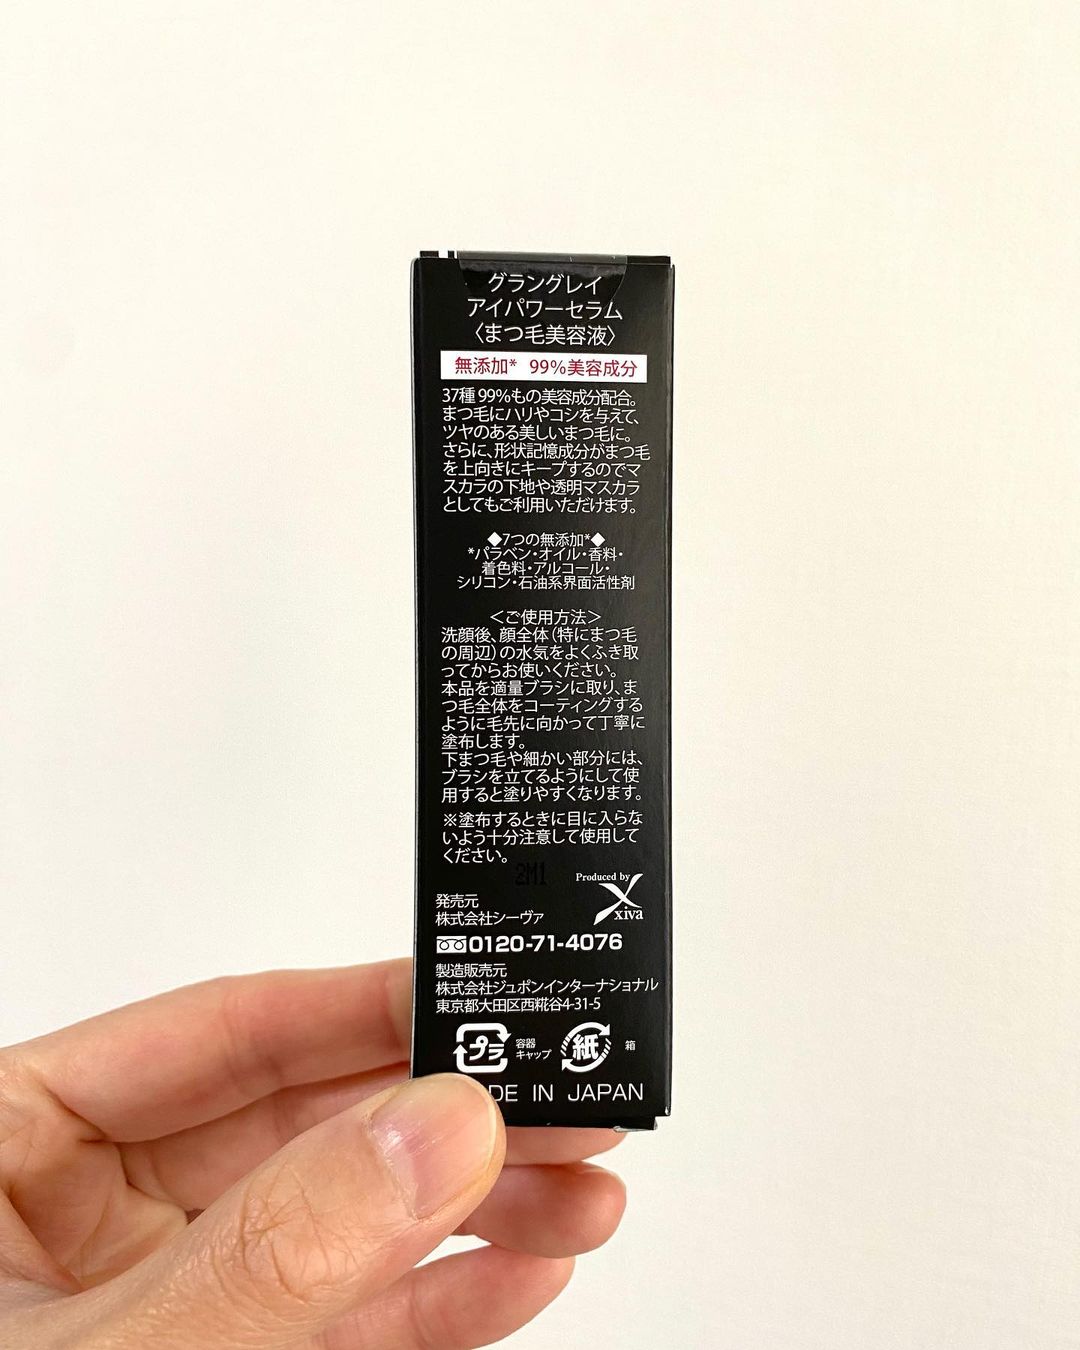 グラングレイ
アイパワーセラム
〈まつ毛美容液〉
無添加* 99%美容成分
37種 99%もの美容成分配合。
まつ毛にハリやコシを与えて、
ツヤのある美しいまつ毛に。
さらに、形状記憶成分がまつ毛
を上向きにキープするのでマ
スカラの下地や透明マスカラ
としてもご利用いただけます。
◆7つの無添加*◆
*パラベン・オイル・香料・
着色料・アルコール・
シリコン・石油系界面活性剤
＜ご使用方法＞
洗顔後、顔全体（特にまつ毛
の周辺）の水気をよくふき取
ってからお使いください。
本品を適量ブラシに取り、ま
つ毛全体をコーティングする
ように毛先に向かって丁寧に
塗布します。
下まつ毛や細かい部分には、
ブラシを立てるようにして使
用すると塗りやすくなります。
※塗布するときに目に入らな
いよう十分注意して使用して
ください。
2M1
Produced by
xiva
発売元
株式会社シーヴァ
0120-71-4076
製造販売元
株式会社ジュポンインターナショナル
東京都大田区西糀谷4-31-5
プラ 容器
キャップ
紙 箱
DE IN JAPAN